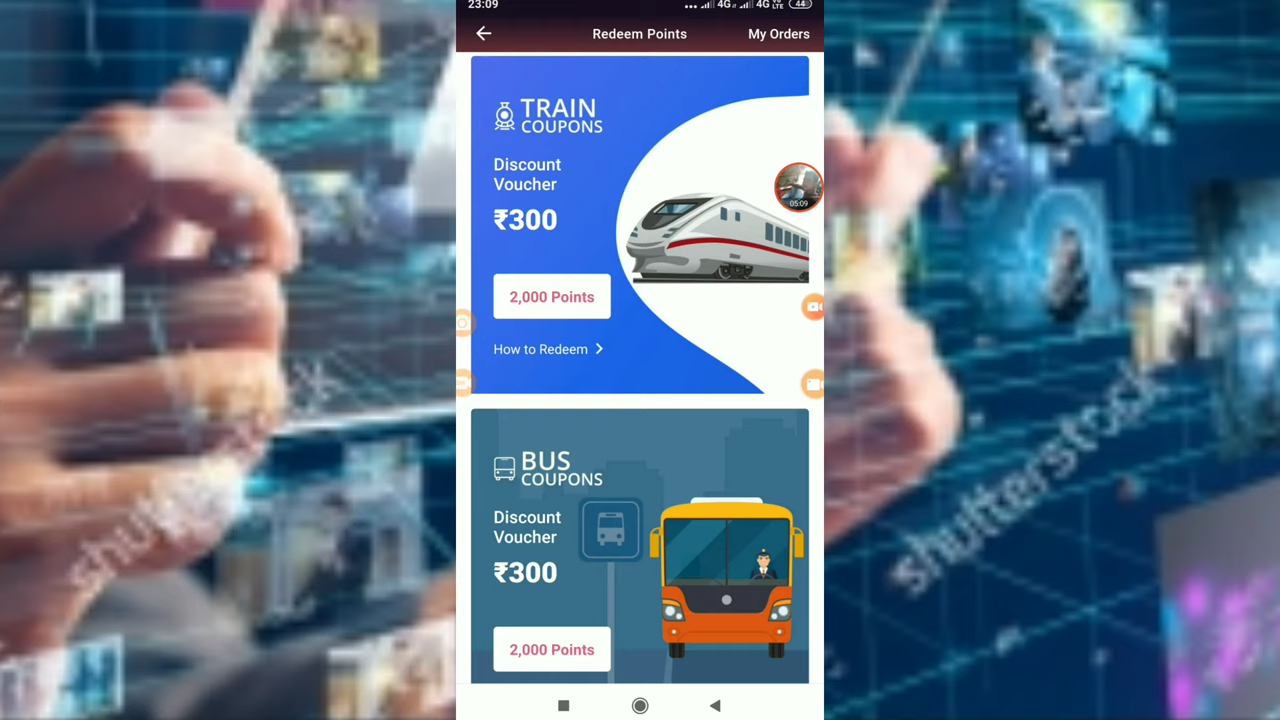 23:09
4G
4G
LTE
44
Redeem Points
My Orders
TRAIN
COUPONS
Discount
Voucher
₹300
05:09
2,000 Points
How to Redeem
BUS
COUPONS
Discount
Voucher
₹300
2,000 Points
shutterstock
shutterstock